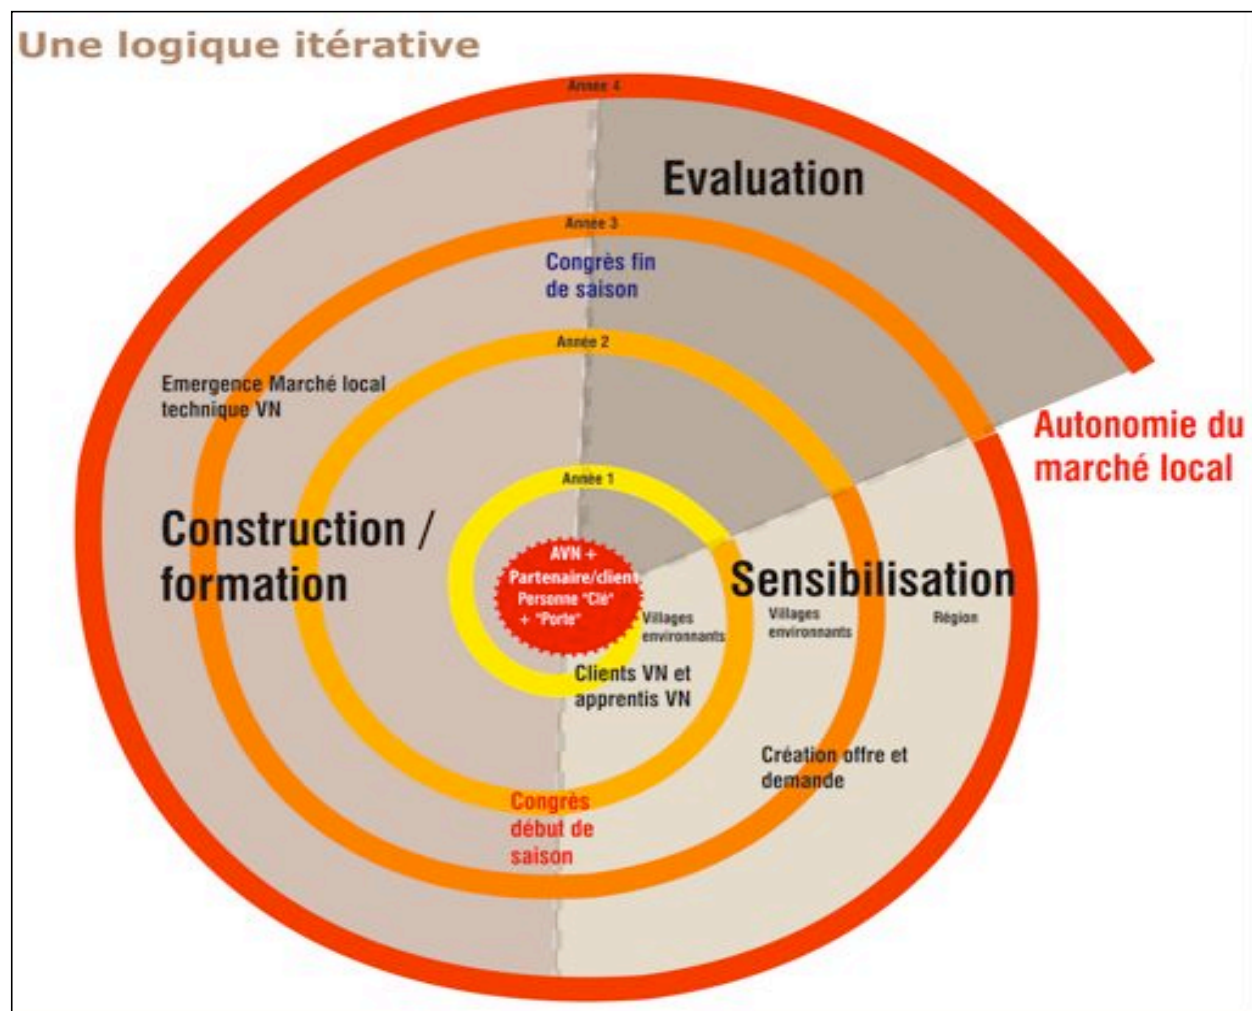 Une logique itérative
Année 4
Evaluation
Année 3
Congrès fin
de saison
Année 2
Emergence Marché local
technique VN
Autonomie du
marché local
Année 1
Construction /
formation
AVN +
Partenaire/client
Personne "Clé"
+ "Porte"
Sensibilisation
Villages
environnants
Villages
environnants
Région
Clients VN et
apprentis VN
Création offre et
demande
Congrès
début de
saison